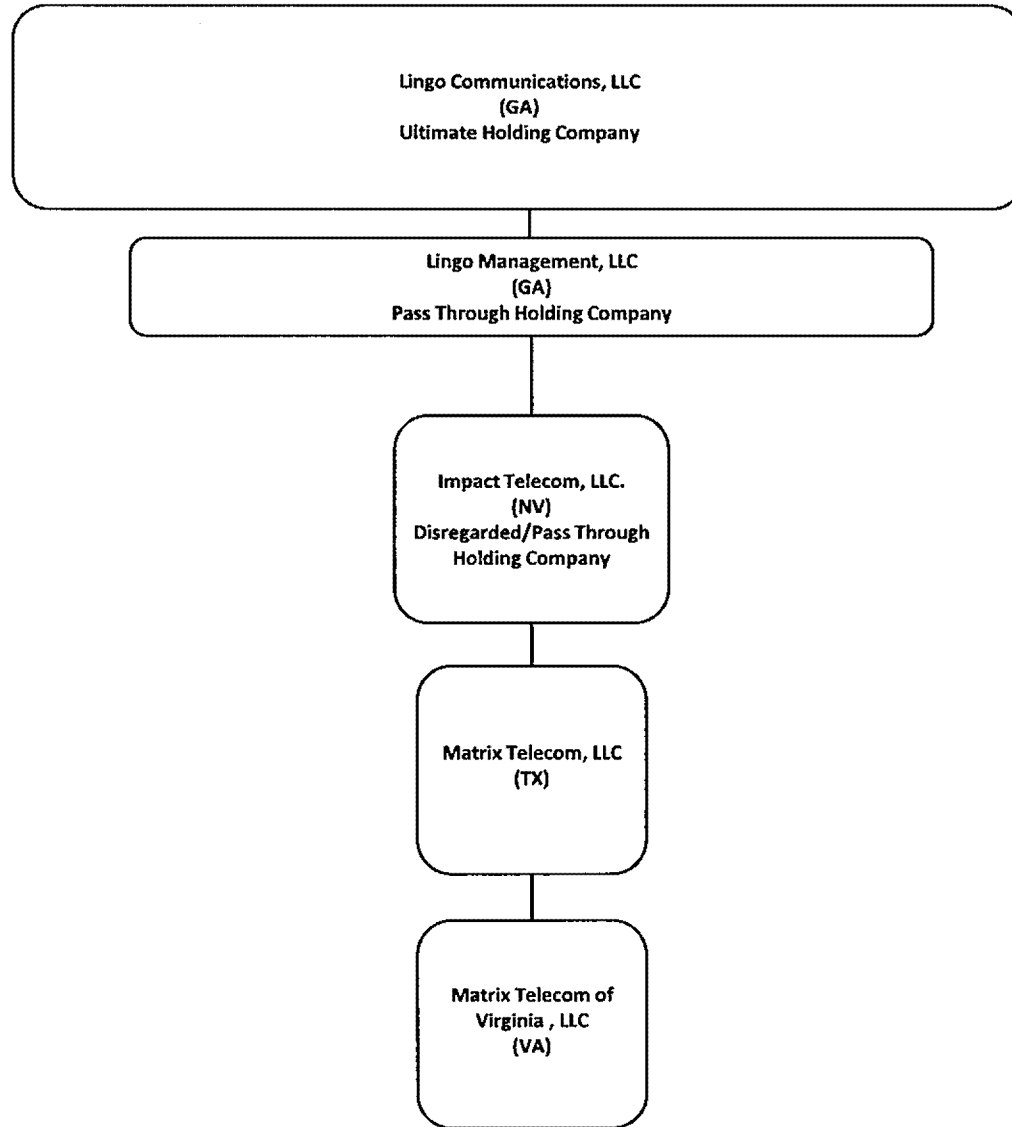 Lingo Communications, LLC
(GA)
Ultimate Holding Company
Lingo Management, LLC
(GA)
Pass Through Holding Company
Impact Telecom, LLC.
(NV)
Disregarded/Pass Through
Holding Company
Matrix Telecom, LLC
(TX)
Matrix Telecom of
Virginia , LLC
(VA)